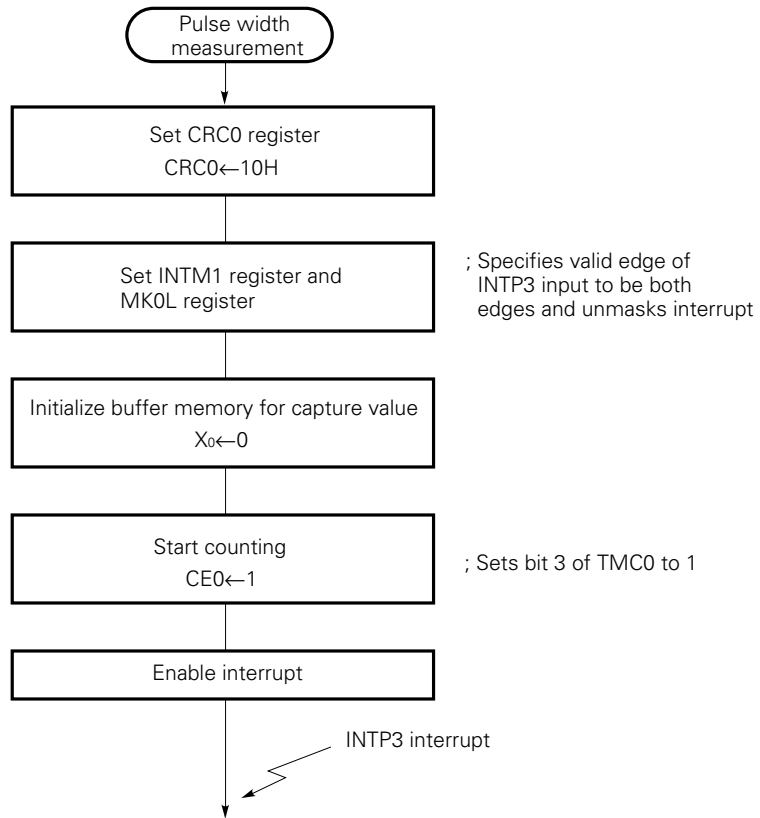 Pulse width
measurement
Set CRC0 register
CRC0←10H
Set INTM1 register and
MK0L register
; Specifies valid edge of
INTP3 input to be both
edges and unmasks interrupt
Initialize buffer memory for capture value
X₀←0
Start counting
CE0←1
; Sets bit 3 of TMC0 to 1
Enable interrupt
INTP3 interrupt